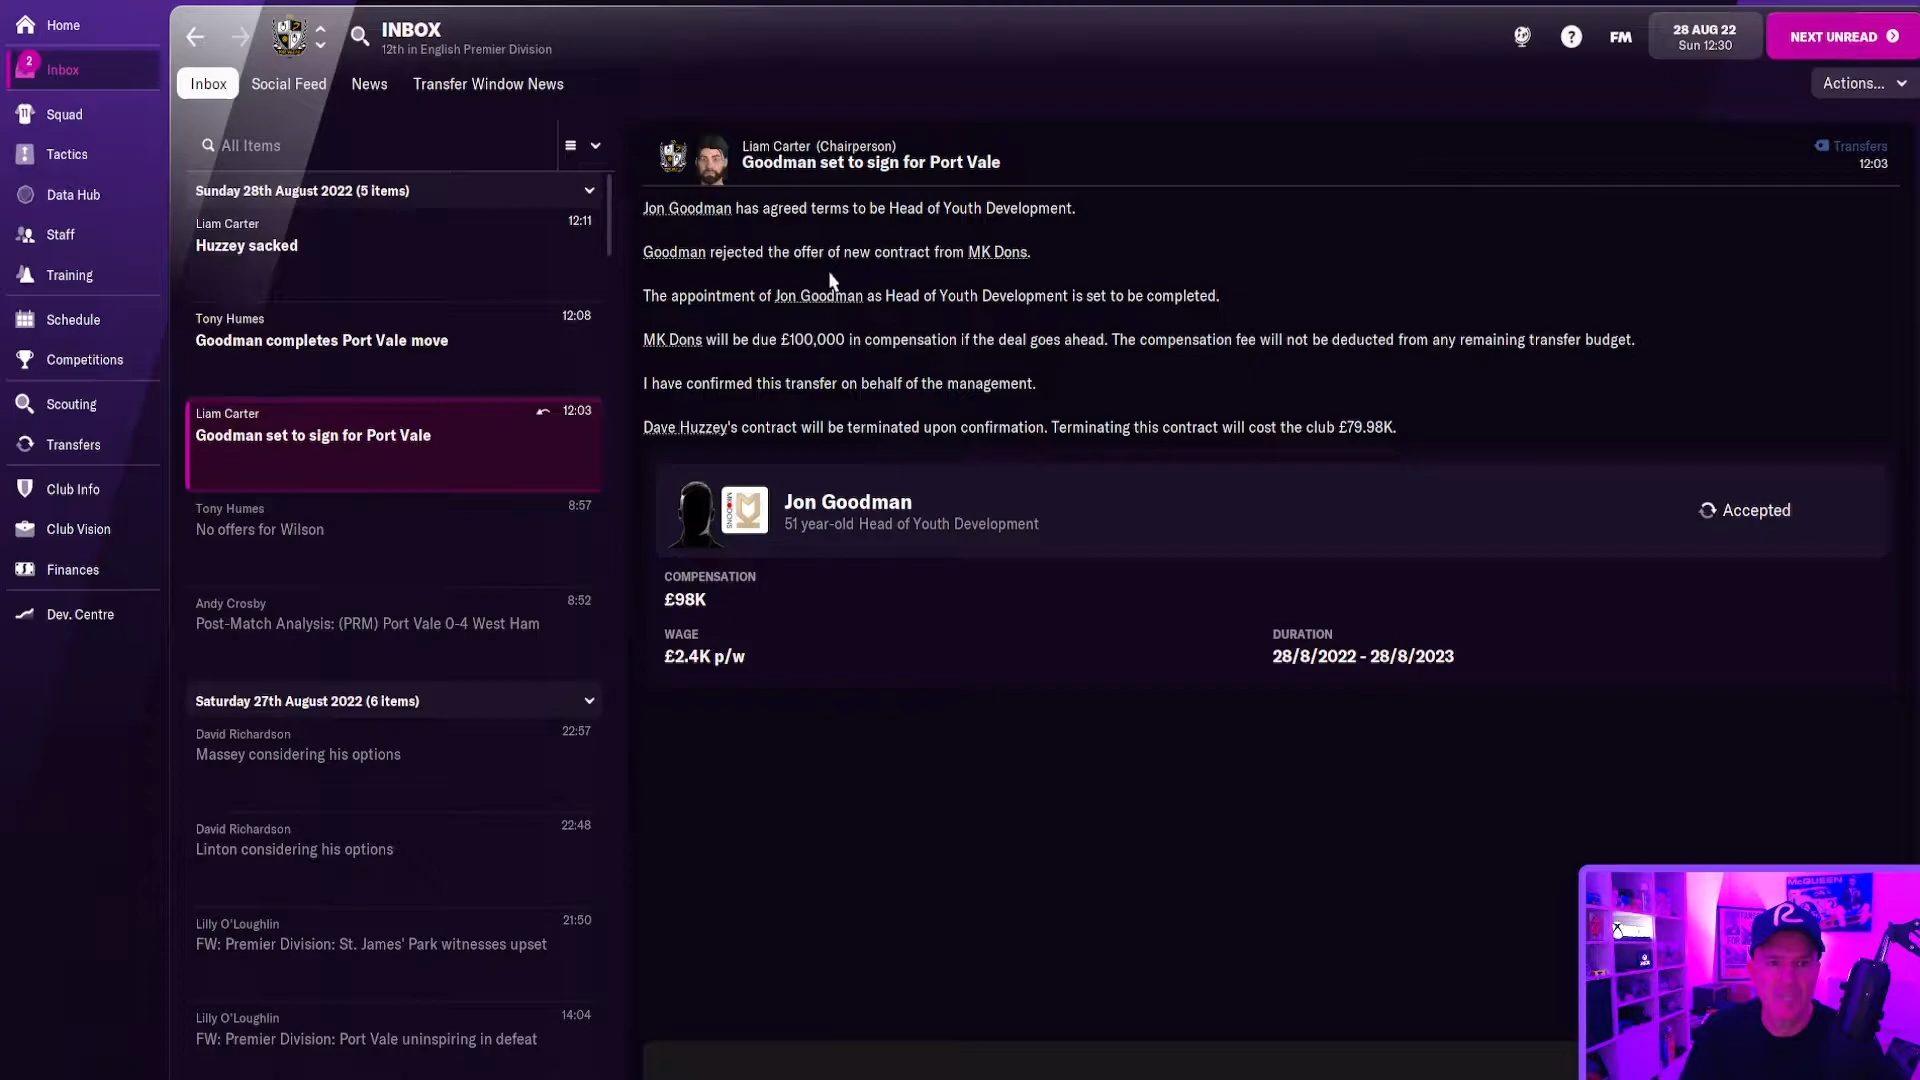 Home
2
Inbox
Squad
Tactics
Data Hub
Staff
Training
Schedule
Competitions
Scouting
Transfers
Club Info
Club Vision
Finances
Dev. Centre
INBOX
12th in English Premier Division
FM
28 AUG 22
Sun 12:30
NEXT UNREAD
Inbox
Social Feed
News
Transfer Window News
Actions...
All Items
Sunday 28th August 2022 (5 items)
Liam Carter
12:11
Huzzey sacked
Tony Humes
12:08
Goodman completes Port Vale move
Liam Carter
12:03
Goodman set to sign for Port Vale
Tony Humes
8:57
No offers for Wilson
Andy Crosby
8:52
Post-Match Analysis: (PRM) Port Vale 0-4 West Ham
Saturday 27th August 2022 (6 items)
David Richardson
22:57
Massey considering his options
David Richardson
22:48
Linton considering his options
Lilly O'Loughlin
21:50
FW: Premier Division: St. James' Park witnesses upset
Lilly O'Loughlin
14:04
FW: Premier Division: Port Vale uninspiring in defeat
Liam Carter (Chairperson)
Goodman set to sign for Port Vale
Transfers
12:03
Jon Goodman has agreed terms to be Head of Youth Development.
Goodman rejected the offer of new contract from MK Dons.
The appointment of Jon Goodman as Head of Youth Development is set to be completed.
MK Dons will be due £100,000 in compensation if the deal goes ahead. The compensation fee will not be deducted from any remaining transfer budget.
I have confirmed this transfer on behalf of the management.
Dave Huzzey's contract will be terminated upon confirmation. Terminating this contract will cost the club £79.98K.
MK DONS
Jon Goodman
51 year-old Head of Youth Development
Accepted
COMPENSATION
£98K
WAGE
£2.4K p/w
DURATION
28/8/2022 - 28/8/2023
McQUEEN
R